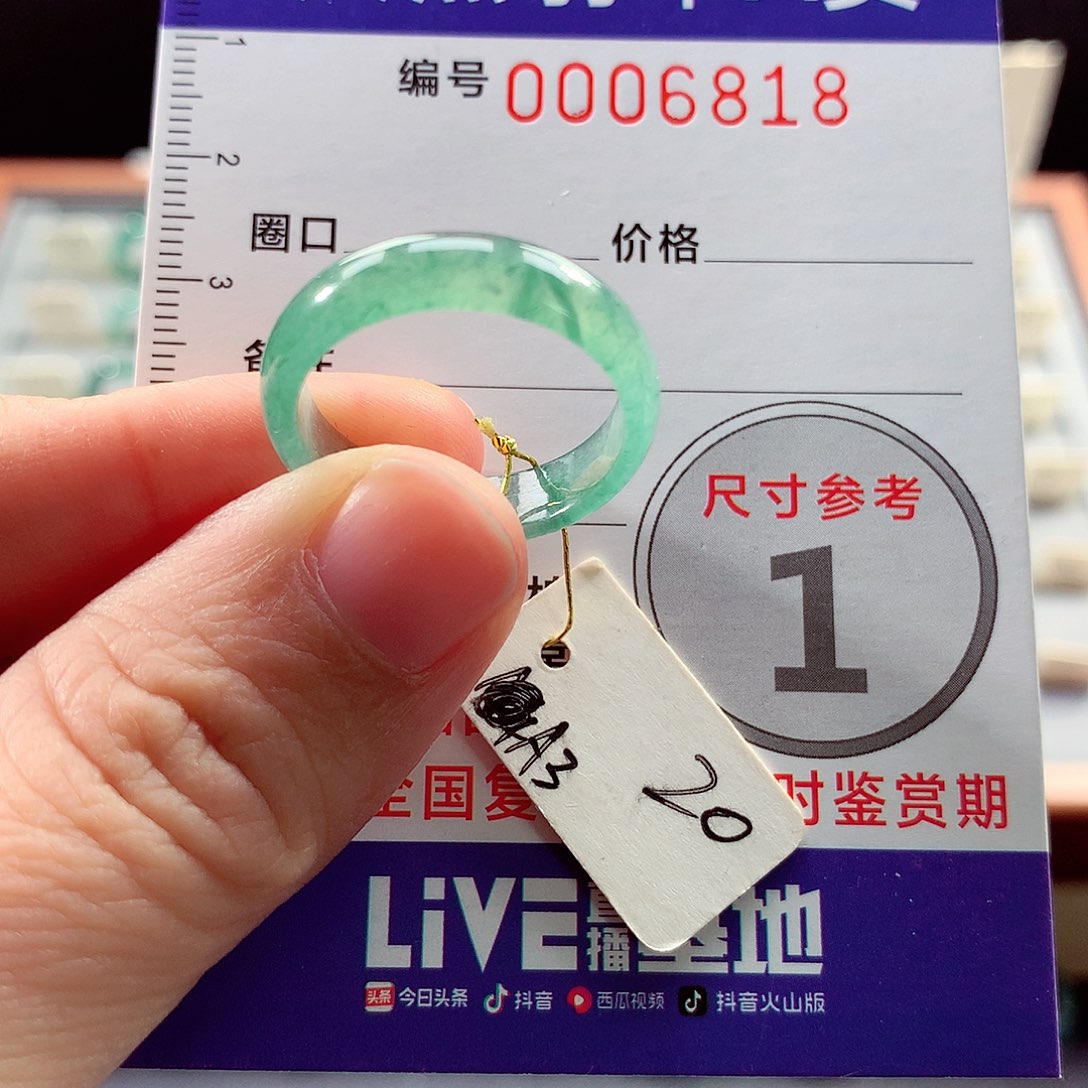 编号 0006818
1
2
圈口 价格
3
尺寸参考
1
A3
20
全国复 时鉴赏期
LiVE 直播基地
头条 今日头条 抖音 西瓜视频 抖音火山版